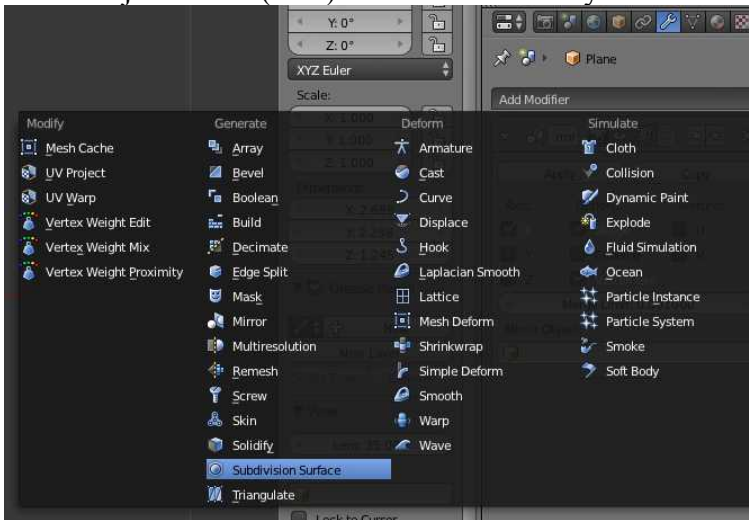 Y: 0°
Z: 0°
XYZ Euler
Scale:
Plane
Add Modifier
Modify
Mesh Cache
UV Project
UV Warp
Vertex Weight Edit
Vertex Weight Mix
Vertex Weight Proximity
Generate
Array
Bevel
Boolean
Build
Decimate
Edge Split
Mask
Mirror
Multiresolution
Remesh
Screw
Skin
Solidify
Subdivision Surface
Triangulate
Deform
Armature
Cast
Curve
Displace
Hook
Laplacian Smooth
Lattice
Mesh Deform
Shrinkwrap
Simple Deform
Smooth
Warp
Wave
Simulate
Cloth
Collision
Dynamic Paint
Explode
Fluid Simulation
Ocean
Particle Instance
Particle System
Smoke
Soft Body
Lock to Cursor